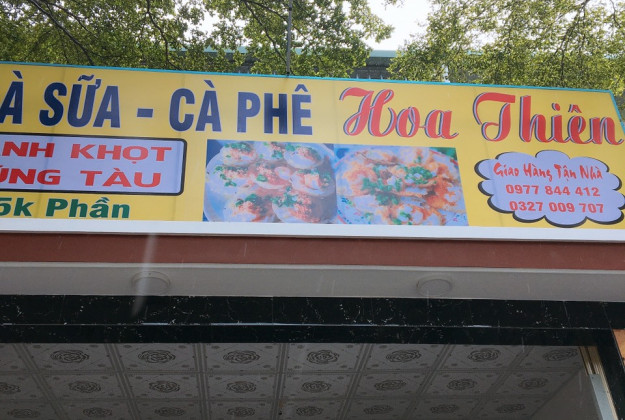 À SỮA - CÀ PHÊ Hoa Thiên
ANH KHỌT
ŨNG TÀU
5k Phần
Giao Hàng Tận Nhà
0977 844 412
0327 009 707